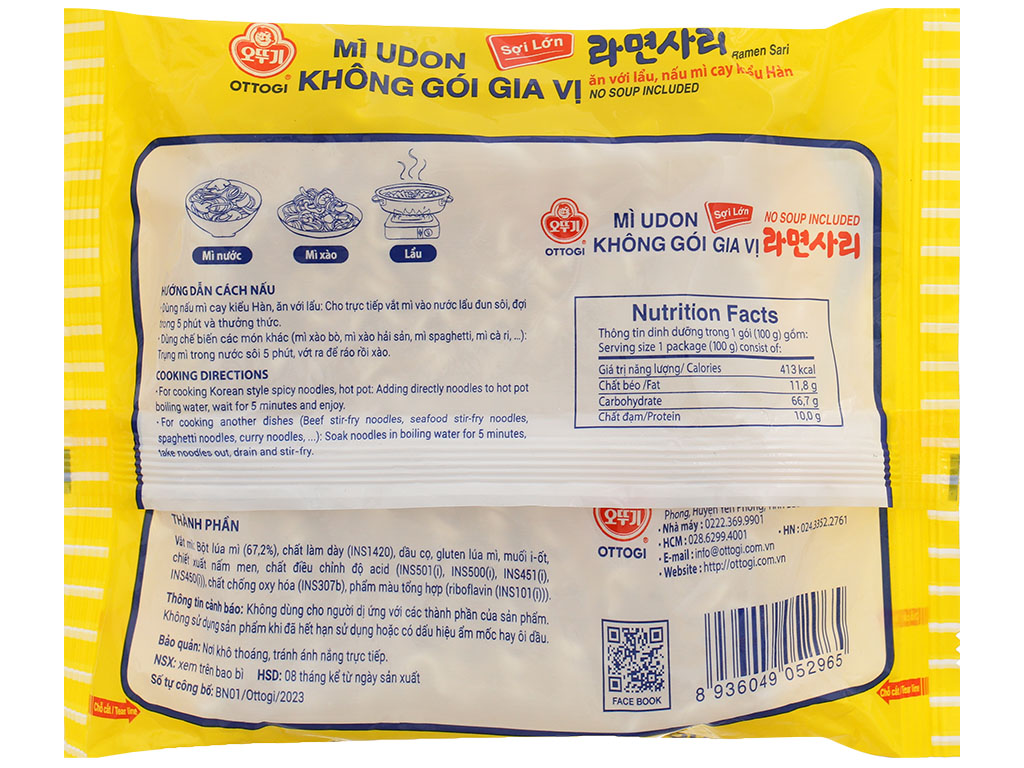 오뚜기
OTTOGI ®
MÌ UDON
KHÔNG GÓI GIA VỊ
Sợi Lớn
라면사리
Ramen Sari
ăn với lẩu, nấu mì cay kiểu Hàn
NO SOUP INCLUDED
Mì nước
Mì xào
Lẩu
오뚜기
OTTOGI
MÌ UDON
KHÔNG GÓI GIA VỊ
Sợi Lớn
NO SOUP INCLUDED
라면사리
HƯỚNG DẪN CÁCH NẤU
·Dùng nấu mì cay kiểu Hàn, ăn với lẩu: Cho trực tiếp vắt mì vào nước lẩu đun sôi, đợi
trong 5 phút và thưởng thức.
·Dùng chế biến các món khác (mì xào bò, mì xào hải sản, mì spaghetti, mì cà ri, ...):
Trụng mì trong nước sôi 5 phút, vớt ra để ráo rồi xào.
COOKING DIRECTIONS
·For cooking Korean style spicy noodles, hot pot: Adding directly noodles to hot pot
boiling water, wait for 5 minutes and enjoy.
·For cooking another dishes (Beef stir-fry noodles, seafood stir-fry noodles,
spaghetti noodles, curry noodles, ...): Soak noodles in boiling water for 5 minutes,
take noodles out, drain and stir-fry.
Nutrition Facts
Thông tin dinh dưỡng trong 1 gói (100 g) gồm:
Serving size 1 package (100 g) consist of:
Giá trị năng lượng/ Calories 413 kcal
Chất béo /Fat 11,8 g
Carbohydrate 66,7 g
Chất đạm/Protein 10,0 g
THÀNH PHẦN
Vắt mì: Bột lúa mì (67,2%), chất làm dày (INS1420), dầu cọ, gluten lúa mì, muối i-ốt,
chiết xuất nấm men, chất điều chỉnh độ acid (INS501(i), INS500(i), INS451(i),
INS450(i)), chất chống oxy hóa (INS307b), phẩm màu tổng hợp (riboflavin (INS101(i))).
Thông tin cảnh báo: Không dùng cho người dị ứng với các thành phần của sản phẩm.
Không sử dụng sản phẩm khi đã hết hạn sử dụng hoặc có dấu hiệu ẩm mốc hay ôi dầu.
Bảo quản: Nơi khô thoáng, tránh ánh nắng trực tiếp.
NSX: xem trên bao bì HSD: 08 tháng kể từ ngày sản xuất
Số tự công bố: BN01/Ottogi/2023
오뚜기
OTTOGI ®
Phong, Huyện Yên Phong,
· Nhà máy : 0222.369.9901
· HCM : 028.6299.4001 · HN : 024.3352.2761
· E-mail : info@ottogi.com.vn
· Website : http://ottogi.com.vn
FACE BOOK
8 936049 052965
Chỗ cắt / Tear line
Chỗ cắt / Tear line